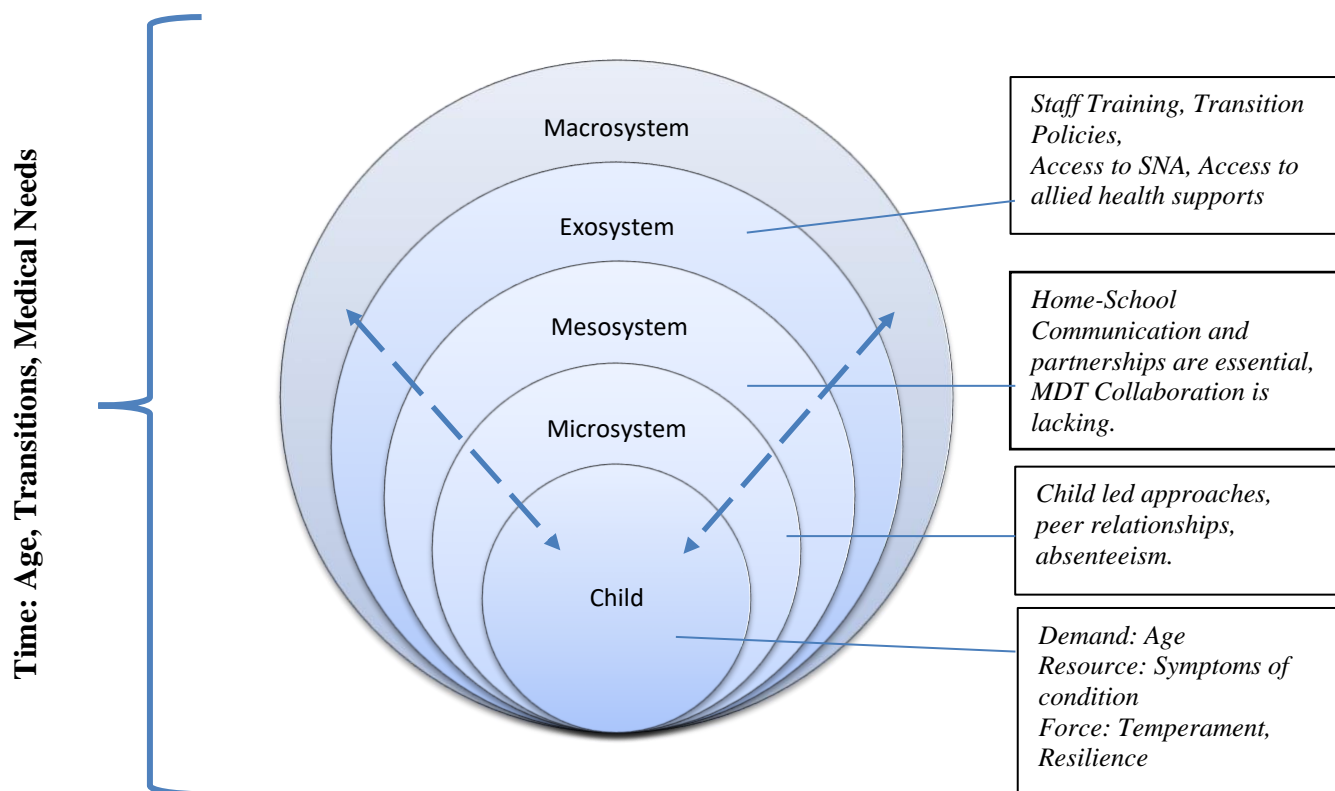 Time: Age, Transitions, Medical Needs
Macrosystem
Exosystem
Mesosystem
Microsystem
Child
Staff Training, Transition
Policies,
Access to SNA, Access to
allied health supports
Home-School
Communication and
partnerships are essential,
MDT Collaboration is
lacking.
Child led approaches,
peer relationships,
absenteeism.
Demand: Age
Resource: Symptoms of
condition
Force: Temperament,
Resilience